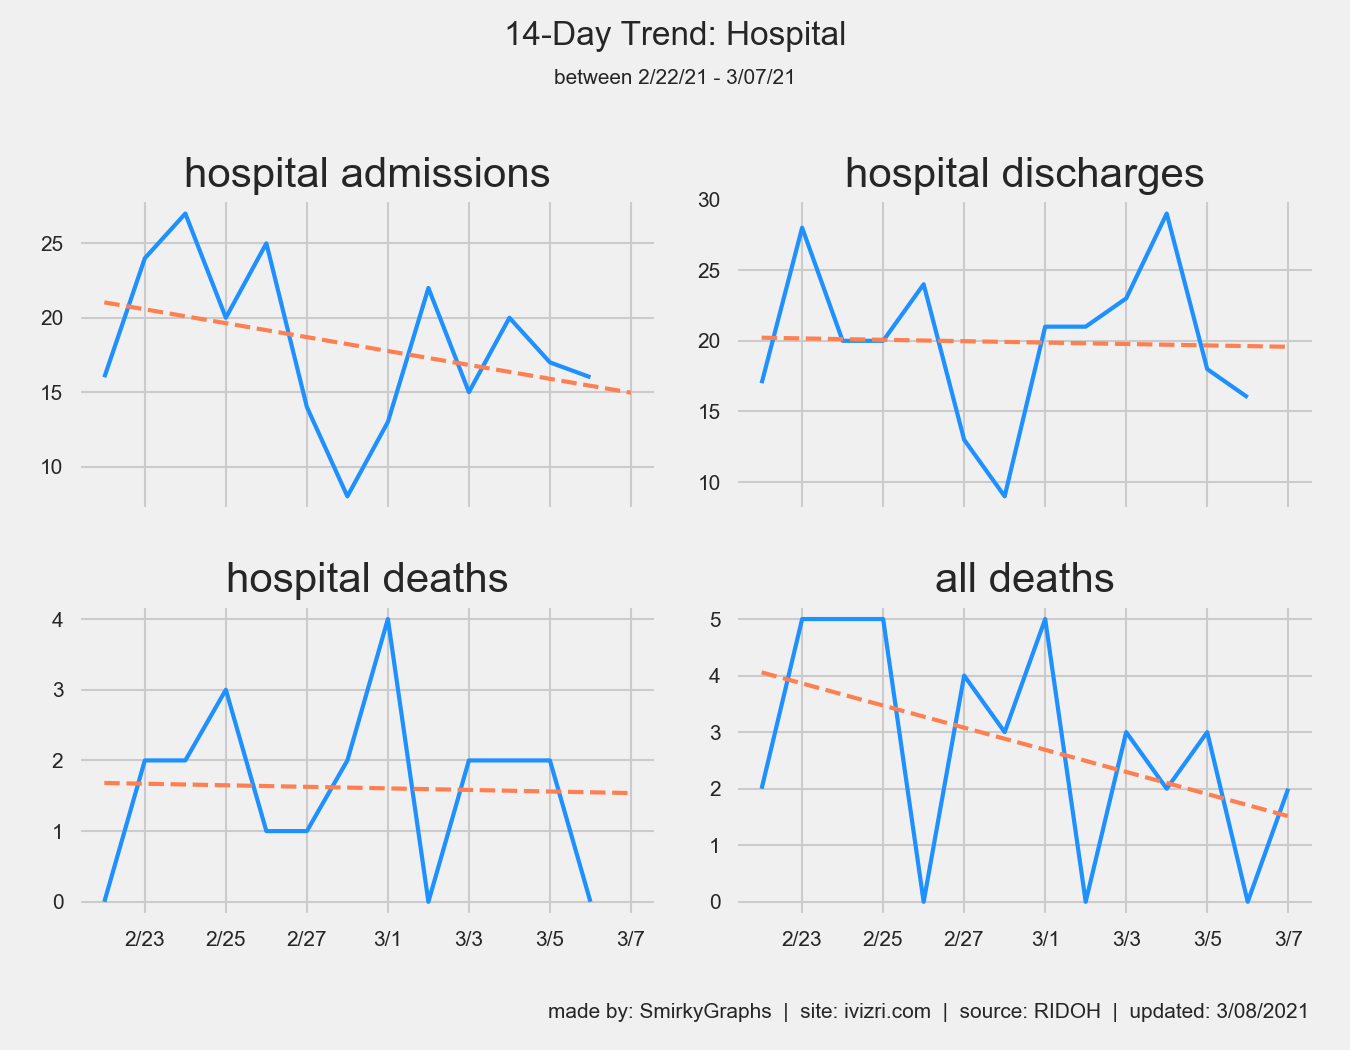 14-Day Trend: Hospital
between 2/22/21 - 3/07/21
hospital admissions
25
20
15
10
hospital discharges
30
25
20
15
10
hospital deaths
4
3
2
1
0
2/23 2/25 2/27 3/1 3/3 3/5 3/7
all deaths
5
4
3
2
1
0
2/23 2/25 2/27 3/1 3/3 3/5 3/7
made by: SmirkyGraphs | site: ivizri.com | source: RIDOH | updated: 3/08/2021